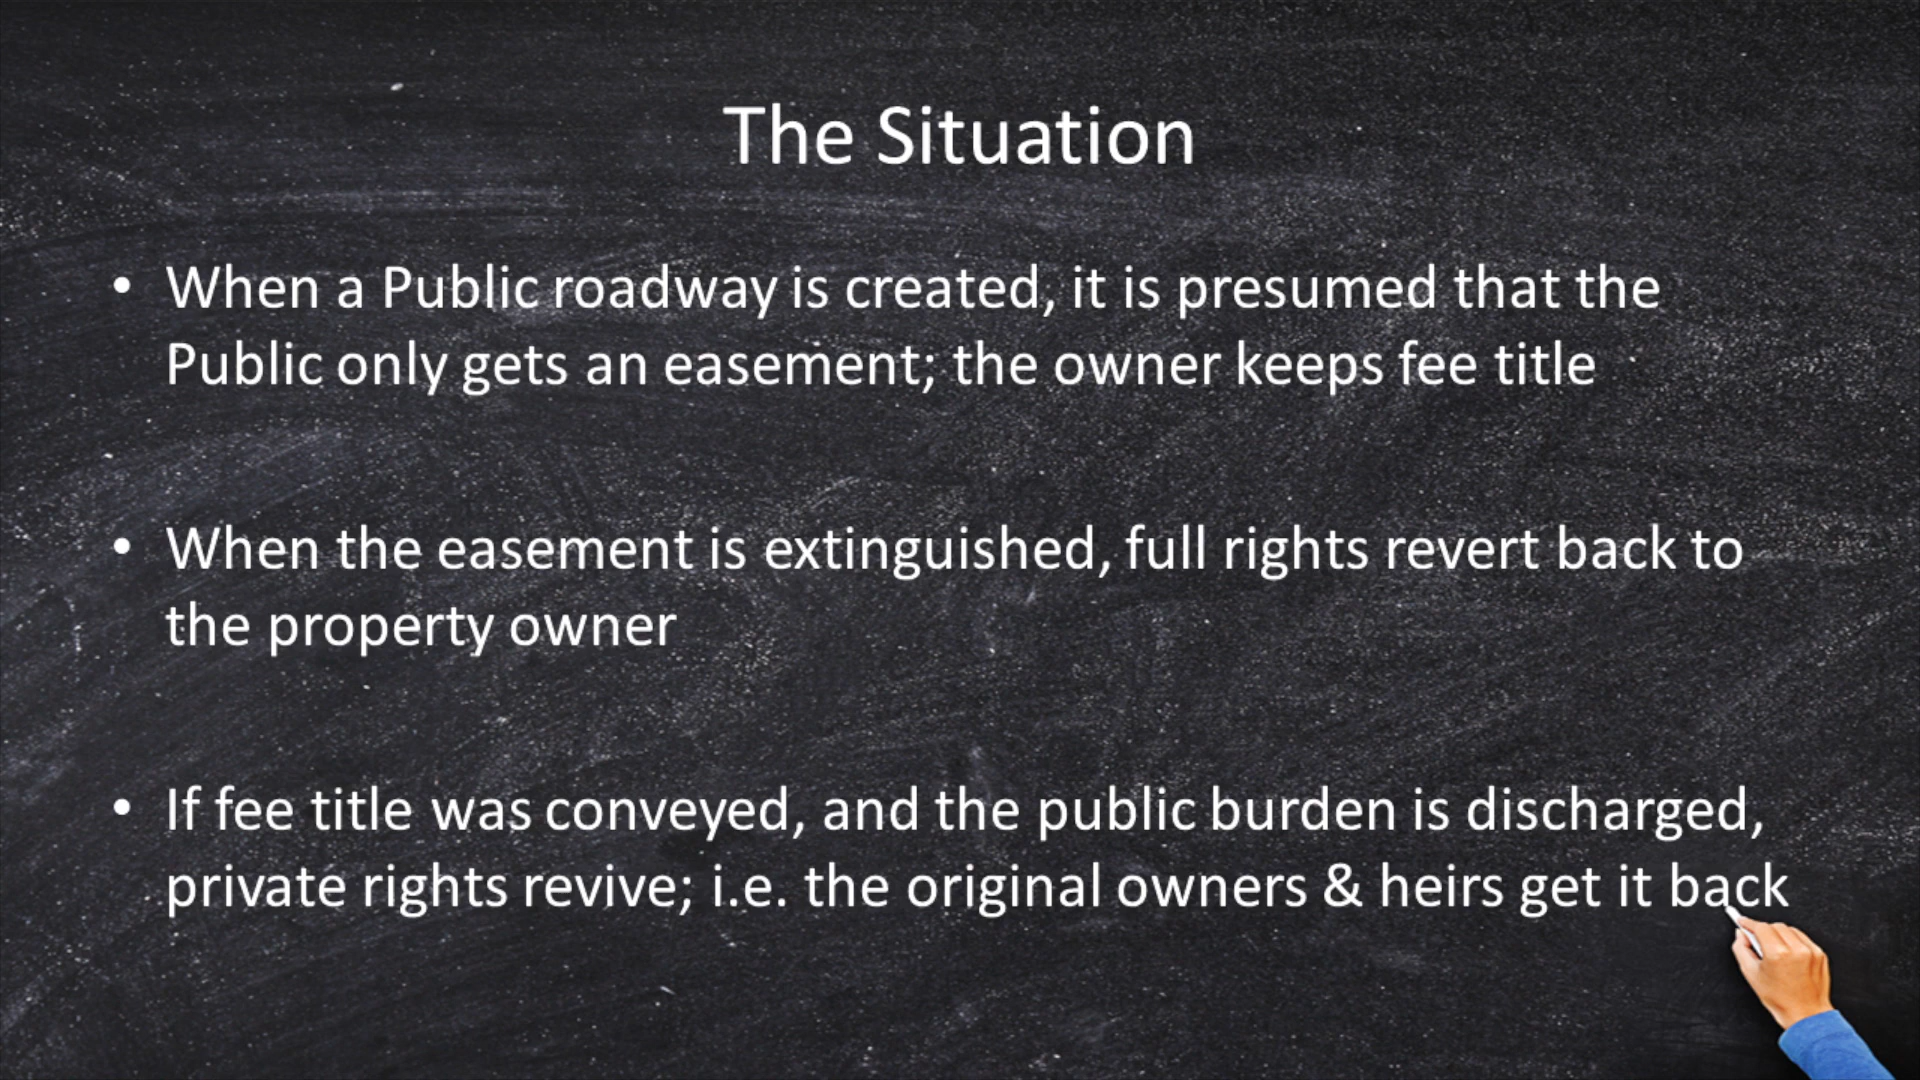 The Situation
• When a Public roadway is created, it is presumed that the
Public only gets an easement; the owner keeps fee title
• When the easement is extinguished, full rights revert back to
the property owner
• If fee title was conveyed, and the public burden is discharged,
private rights revive; i.e. the original owners & heirs get it back